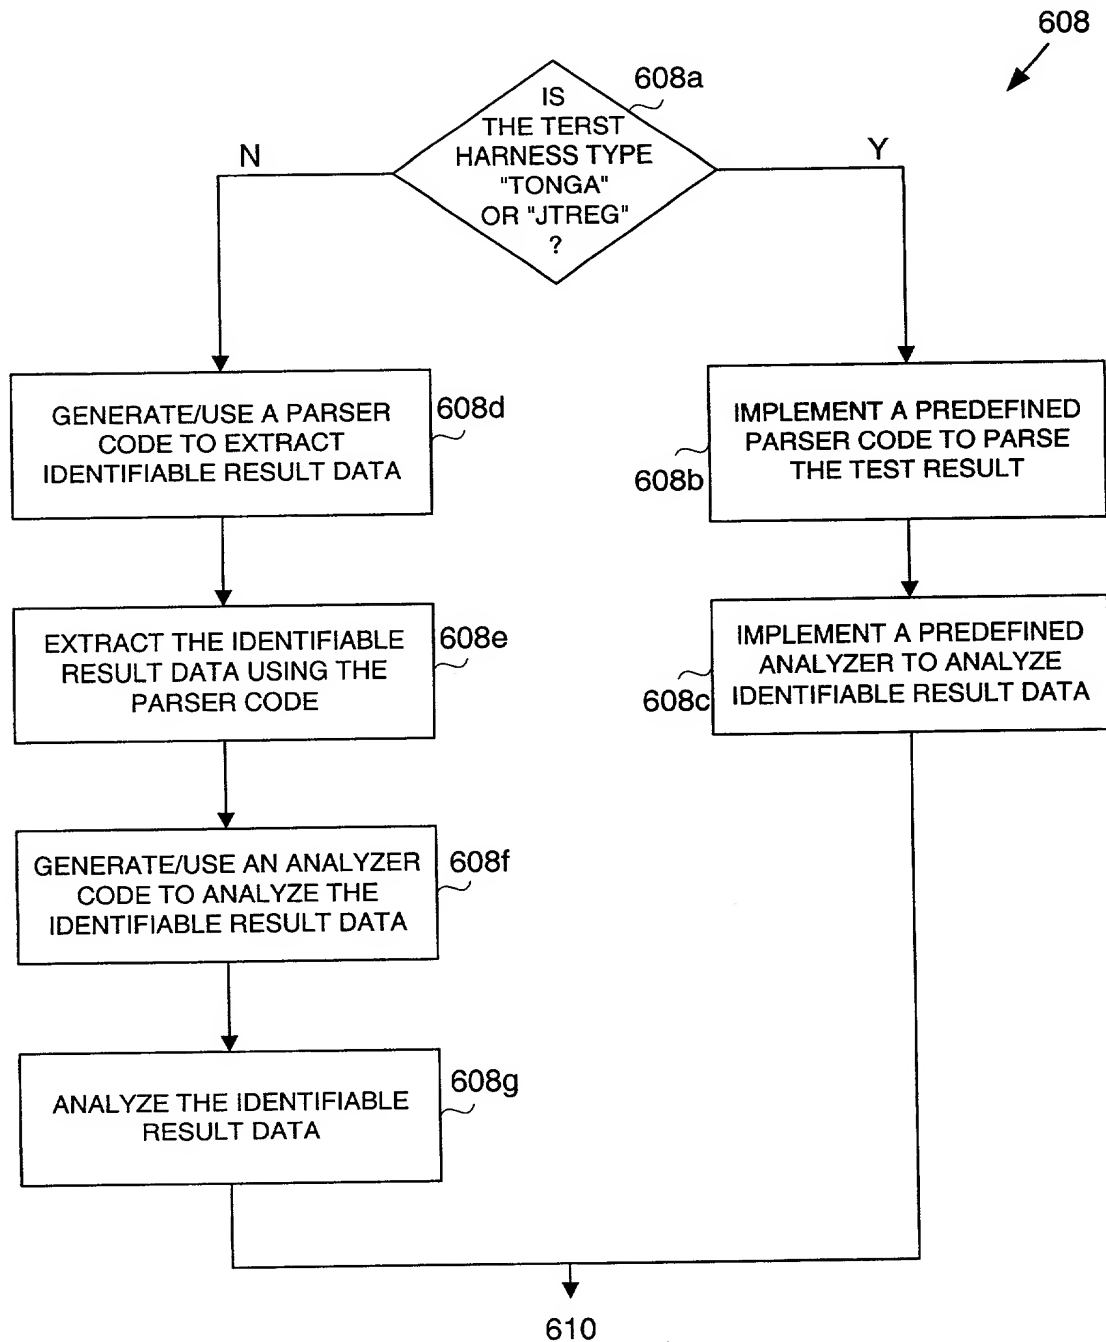 608
608a
IS
THE TERST
HARNESS TYPE
"TONGA"
OR "JTREG"
?
N
Y
GENERATE/USE A PARSER
CODE TO EXTRACT
IDENTIFIABLE RESULT DATA
608d
IMPLEMENT A PREDEFINED
PARSER CODE TO PARSE
THE TEST RESULT
608b
EXTRACT THE IDENTIFIABLE
RESULT DATA USING THE
PARSER CODE
608e
IMPLEMENT A PREDEFINED
ANALYZER TO ANALYZE
IDENTIFIABLE RESULT DATA
608c
GENERATE/USE AN ANALYZER
CODE TO ANALYZE THE
IDENTIFIABLE RESULT DATA
608f
ANALYZE THE IDENTIFIABLE
RESULT DATA
608g
610